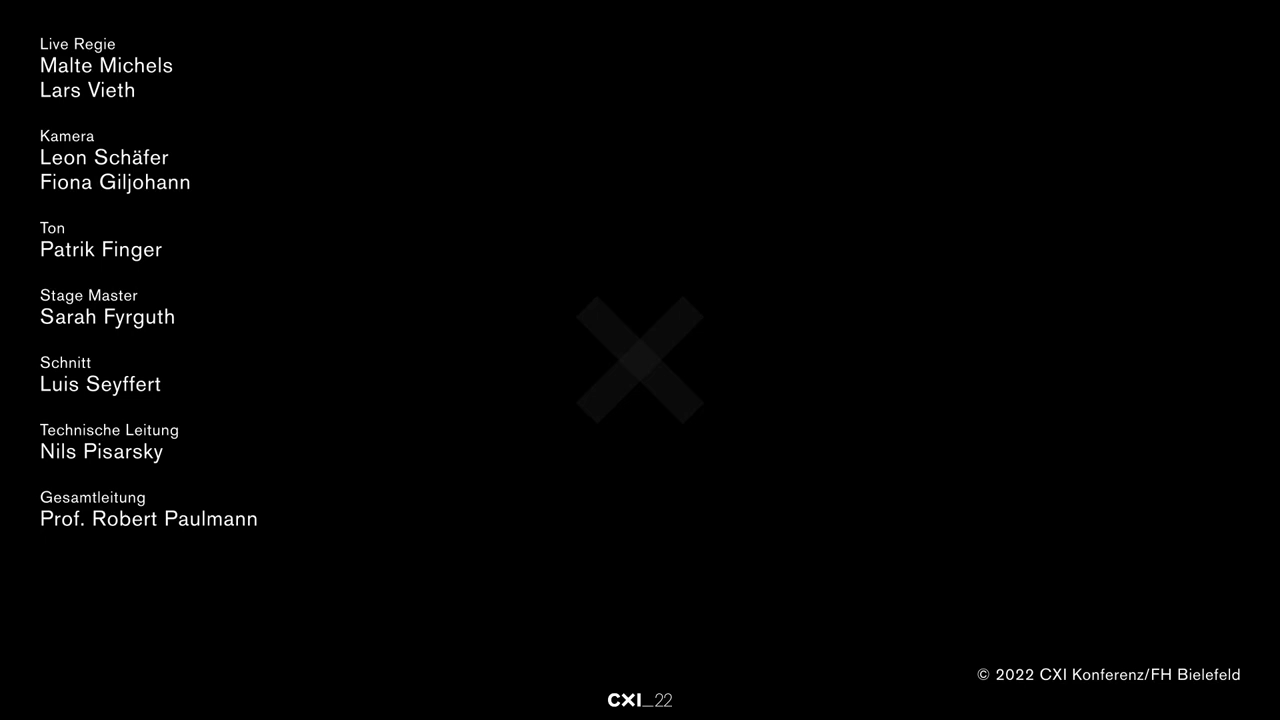 Live Regie
Malte Michels
Lars Vieth
Kamera
Leon Schäfer
Fiona Giljohann
Ton
Patrik Finger
Stage Master
Sarah Fyrguth
Schnitt
Luis Seyffert
Technische Leitung
Nils Pisarsky
Gesamtleitung
Prof. Robert Paulmann
© 2022 CXI Konferenz/FH Bielefeld
CXI_22